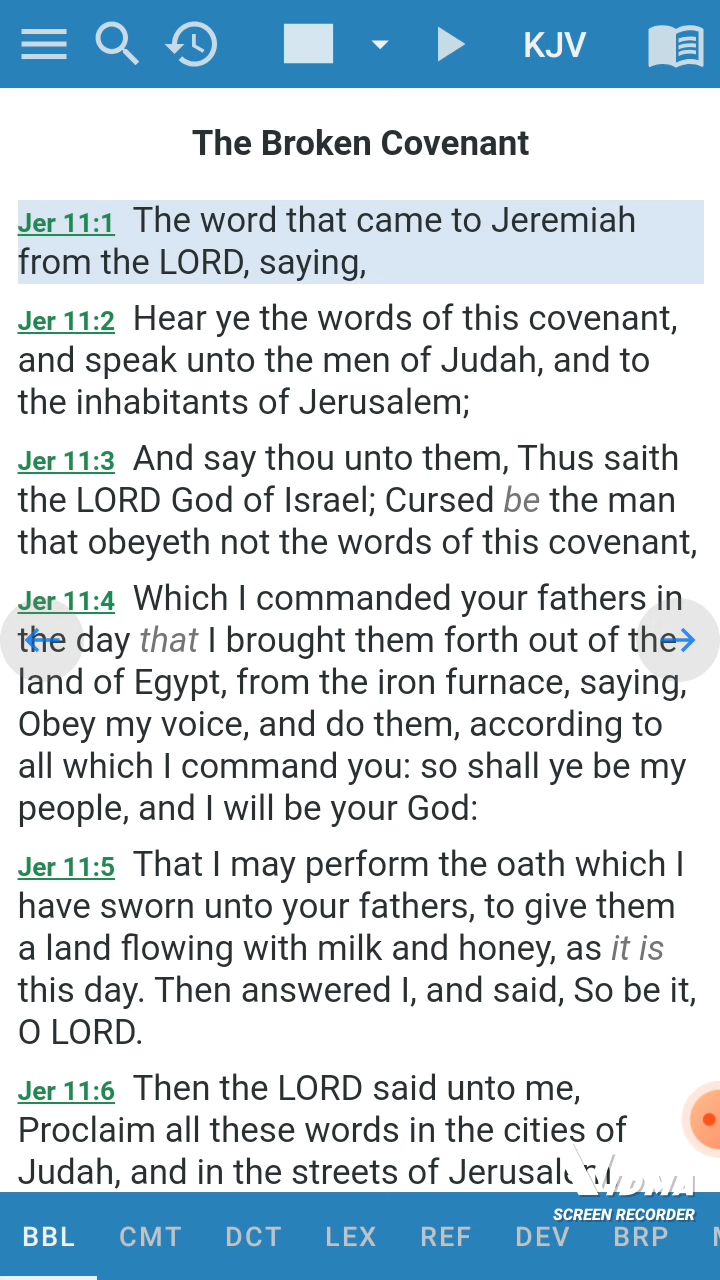 KJV
The Broken Covenant
Jer 11:1 The word that came to Jeremiah
from the LORD, saying,
Jer 11:2 Hear ye the words of this covenant,
and speak unto the men of Judah, and to
the inhabitants of Jerusalem;
Jer 11:3 And say thou unto them, Thus saith
the LORD God of Israel; Cursed be the man
that obeyeth not the words of this covenant,
Jer 11:4 Which I commanded your fathers in
the day that I brought them forth out of the
land of Egypt, from the iron furnace, saying,
Obey my voice, and do them, according to
all which I command you: so shall ye be my
people, and I will be your God:
Jer 11:5 That I may perform the oath which I
have sworn unto your fathers, to give them
a land flowing with milk and honey, as it is
this day. Then answered I, and said, So be it,
O LORD.
Jer 11:6 Then the LORD said unto me,
Proclaim all these words in the cities of
Judah, and in the streets of Jerusalem,
VIDMA
SCREEN RECORDER
BBL CMT DCT LEX REF DEV BRP